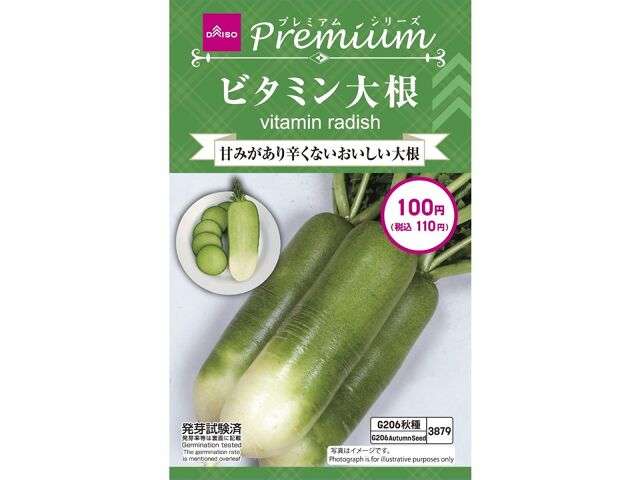 DAISO
プレミアム シリーズ
Premium
ビタミン大根
vitamin radish
甘みがあり辛くないおいしい大根
100円
(税込 110円)
発芽試験済
発芽率等は裏面に記載
Germination tested
The germination rate
is mentioned overleaf
G206秋種
G206AutumnSeed
3879
写真はイメージです。
Photograph is for illustrative purposes only